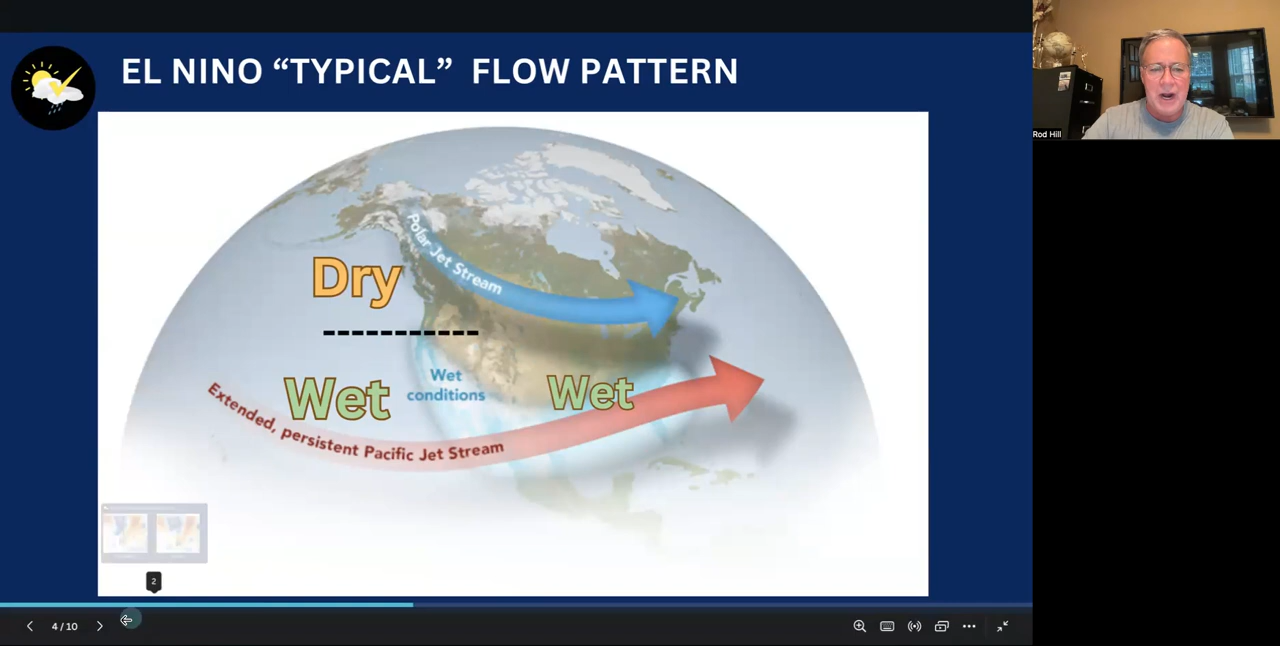 EL NINO “TYPICAL” FLOW PATTERN
Rod Hill
Polar Jet Stream
Dry
-----------
Wet
Wet
conditions
Wet
Extended, persistent Pacific Jet Stream
2
4 / 10